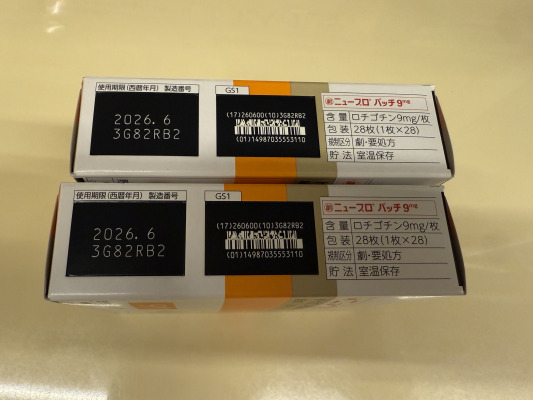 使用期限(西暦年月) 製造番号
2026. 6
3G82RB2
GS1
(17)260600(10)3G82RB2
(01)14987035553110
劇 ニュープロ パッチ 9mg
含量 ロチゴチン9mg/枚
包装 28枚(1枚×28)
規制区分 劇・要処方
貯法 室温保存
使用期限(西暦年月) 製造番号
2026. 6
3G82RB2
GS1
(17)260600(10)3G82RB2
(01)14987035553110
劇 ニュープロ パッチ 9mg
含量 ロチゴチン9mg/枚
包装 28枚(1枚×28)
規制区分 劇・要処方
貯法 室温保存